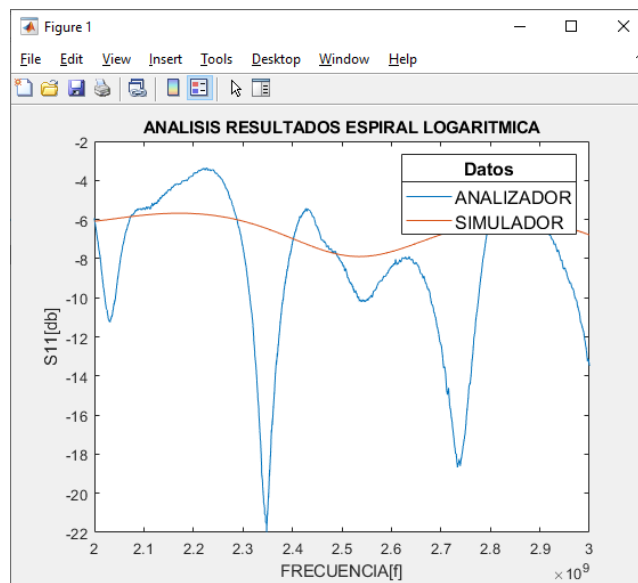 Figure 1
File Edit View Insert Tools Desktop Window Help
ANALISIS RESULTADOS ESPIRAL LOGARITMICA
Datos
ANALIZADOR
SIMULADOR
S11[db]
-2
-4
-6
-8
-10
-12
-14
-16
-18
-20
-22
2 2.1 2.2 2.3 2.4 2.5 2.6 2.7 2.8 2.9 3
FRECUENCIA[f]
×10^9